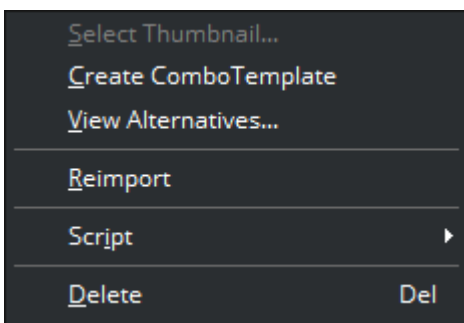 Select Thumbnail...
Create ComboTemplate
View Alternatives...
Reimport
Script
Delete Del